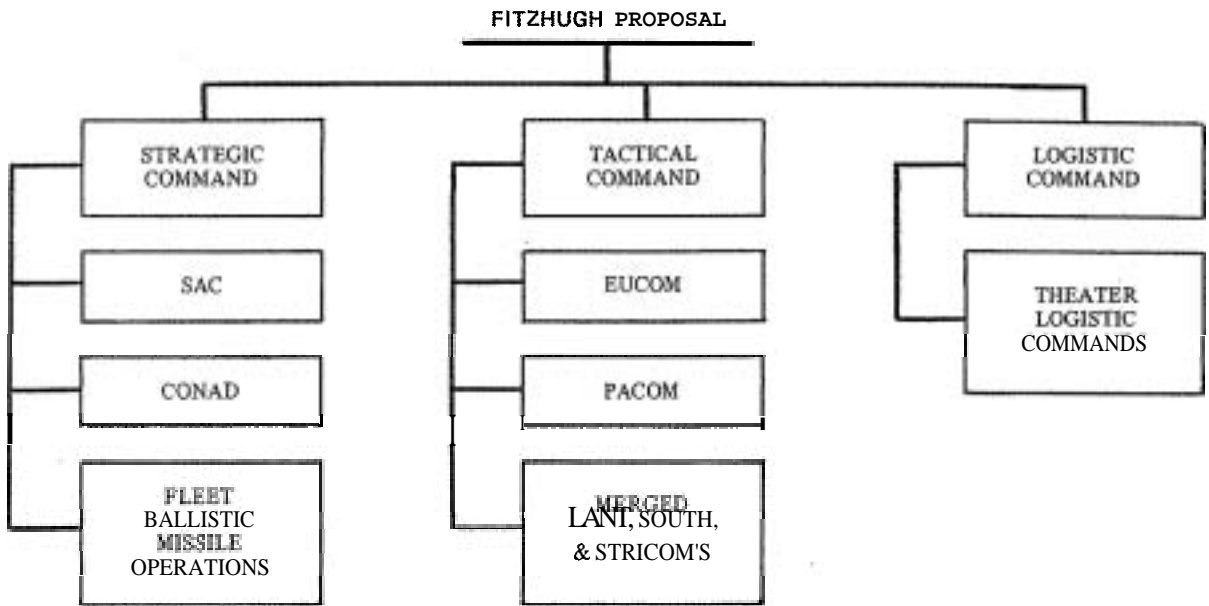 FITZHUGH PROPOSAL
STRATEGIC
COMMAND
SAC
CONAD
FLEET
BALLISTIC
MISSILE
OPERATIONS
TACTICAL
COMMAND
EUCOM
PACOM
MERGED
LANT, SOUTH,
& STRICOM'S
LOGISTIC
COMMAND
THEATER
LOGISTIC
COMMANDS